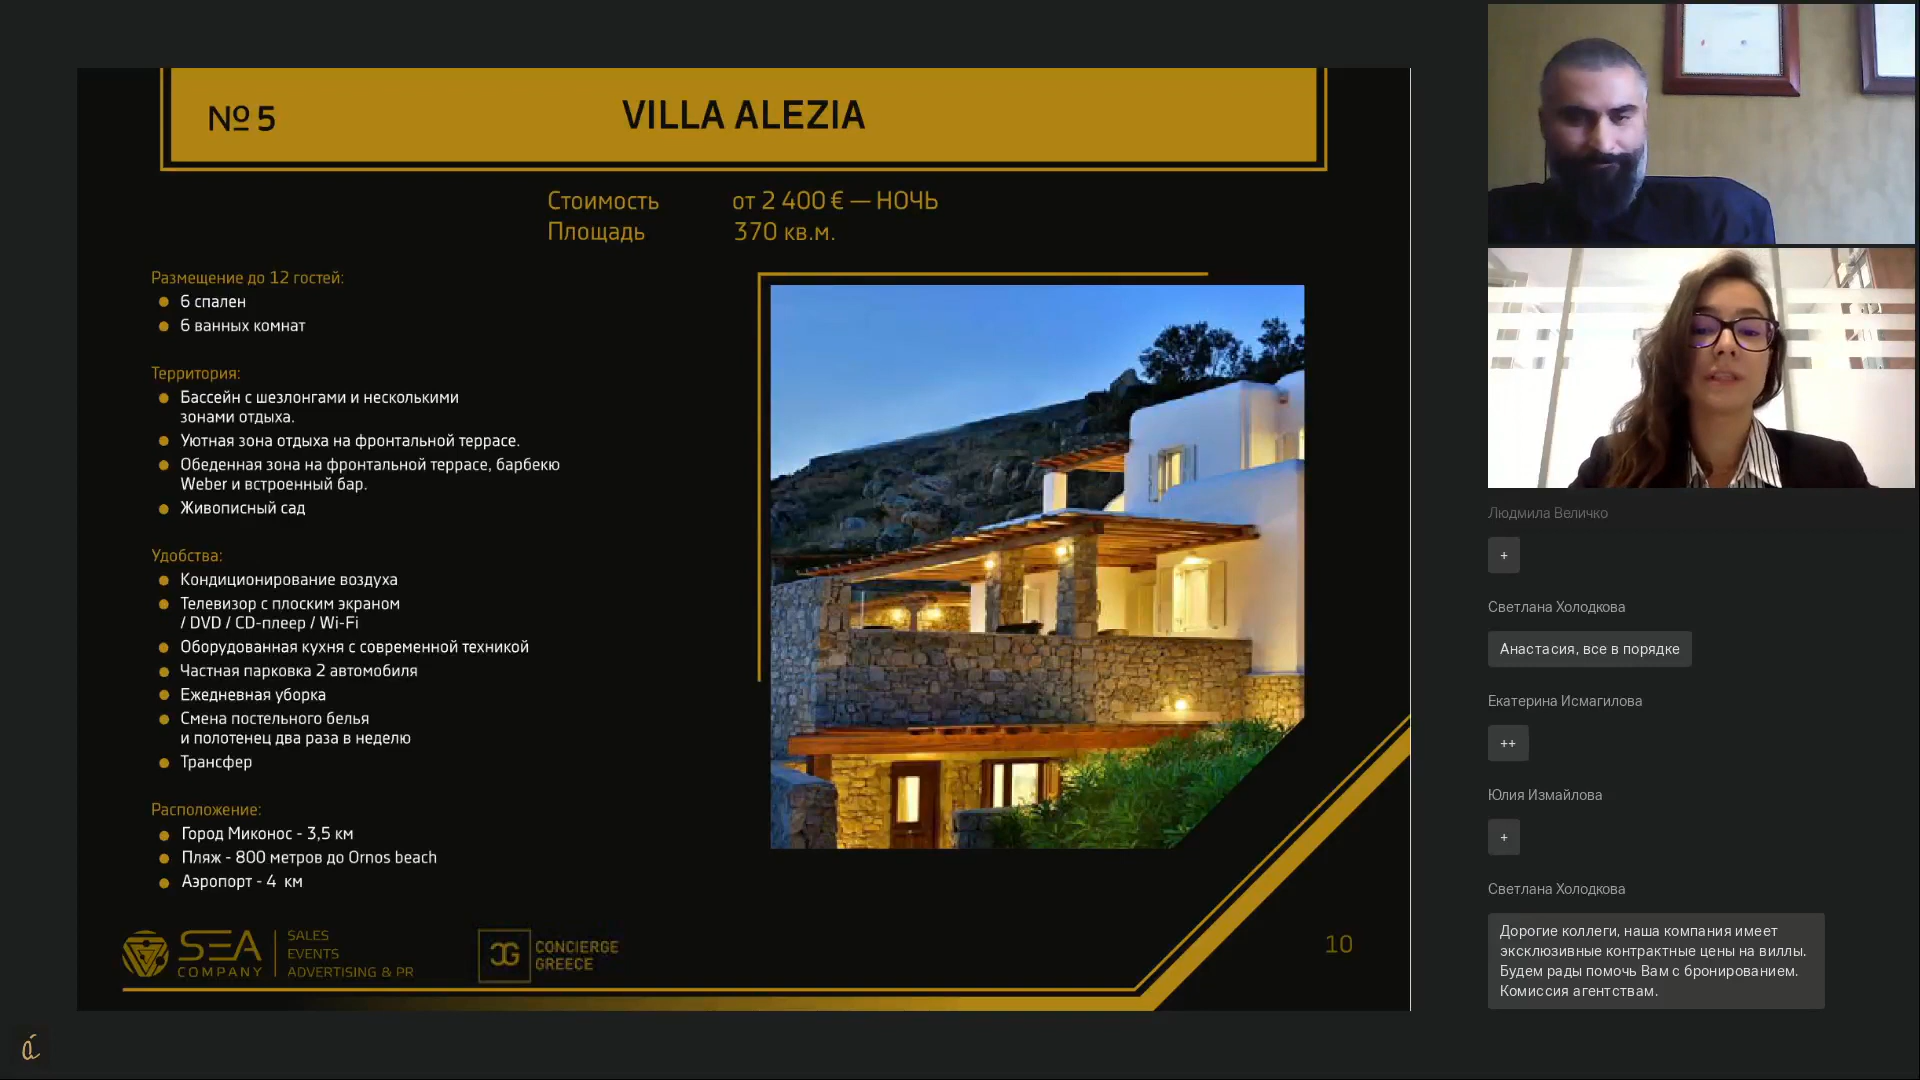 № 5
VILLA ALEZIA
Стоимость от 2 400 € — НОЧЬ
Площадь 370 кв.м.
Размещение до 12 гостей:
6 спален
6 ванных комнат
Территория:
Бассейн с шезлонгами и несколькими
зонами отдыха.
Уютная зона отдыха на фронтальной террасе.
Обеденная зона на фронтальной террасе, барбекю
Weber и встроенный бар.
Живописный сад
Удобства:
Кондиционирование воздуха
Телевизор с плоским экраном
/ DVD / CD-плеер / Wi-Fi
Оборудованная кухня с современной техникой
Частная парковка 2 автомобиля
Ежедневная уборка
Смена постельного белья
и полотенец два раза в неделю
Трансфер
Расположение:
Город Миконос - 3,5 км
Пляж - 800 метров до Ornos beach
Аэропорт - 4 км
SEA
COMPANY
SALES
EVENTS
ADVERTISING & PR
CG
CONCIERGE
GREECE
10
á
Людмила Величко
+
Светлана Холодкова
Анастасия, все в порядке
Екатерина Исмагилова
++
Юлия Измайлова
+
Светлана Холодкова
Дорогие коллеги, наша компания имеет
эксклюзивные контрактные цены на виллы.
Будем рады помочь Вам с бронированием.
Комиссия агентствам.